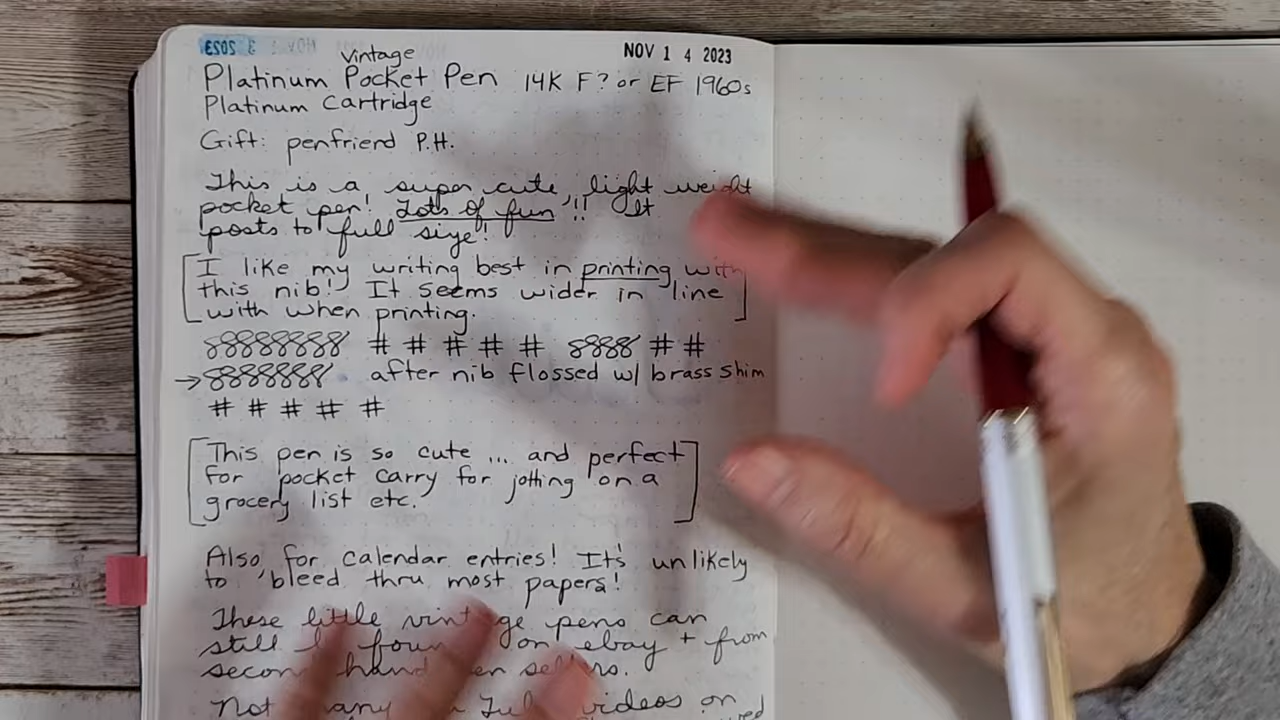 NOV 1 4 2023
Vintage
Platinum Pocket Pen 14K F? or EF 1960s
Platinum Cartridge
Gift: penfriend P.H.
This is a super cute, light weight
pocket pen! Lots of fun!! It
posts to full size!
[I like my writing best in printing with
this nib! It seems wider in line
with when printing.]
88888888 # # # # # 8888 # #
→ 8888888 after nib flossed w/ brass shim
# # # # #
[This pen is so cute ... and perfect
for pocket carry for jotting on a
grocery list etc.]
Also, for calendar entries! It's unlikely
to bleed thru most papers!
These little vintage pens can
still found on ebay + from
second hand sellers.
Not videos on